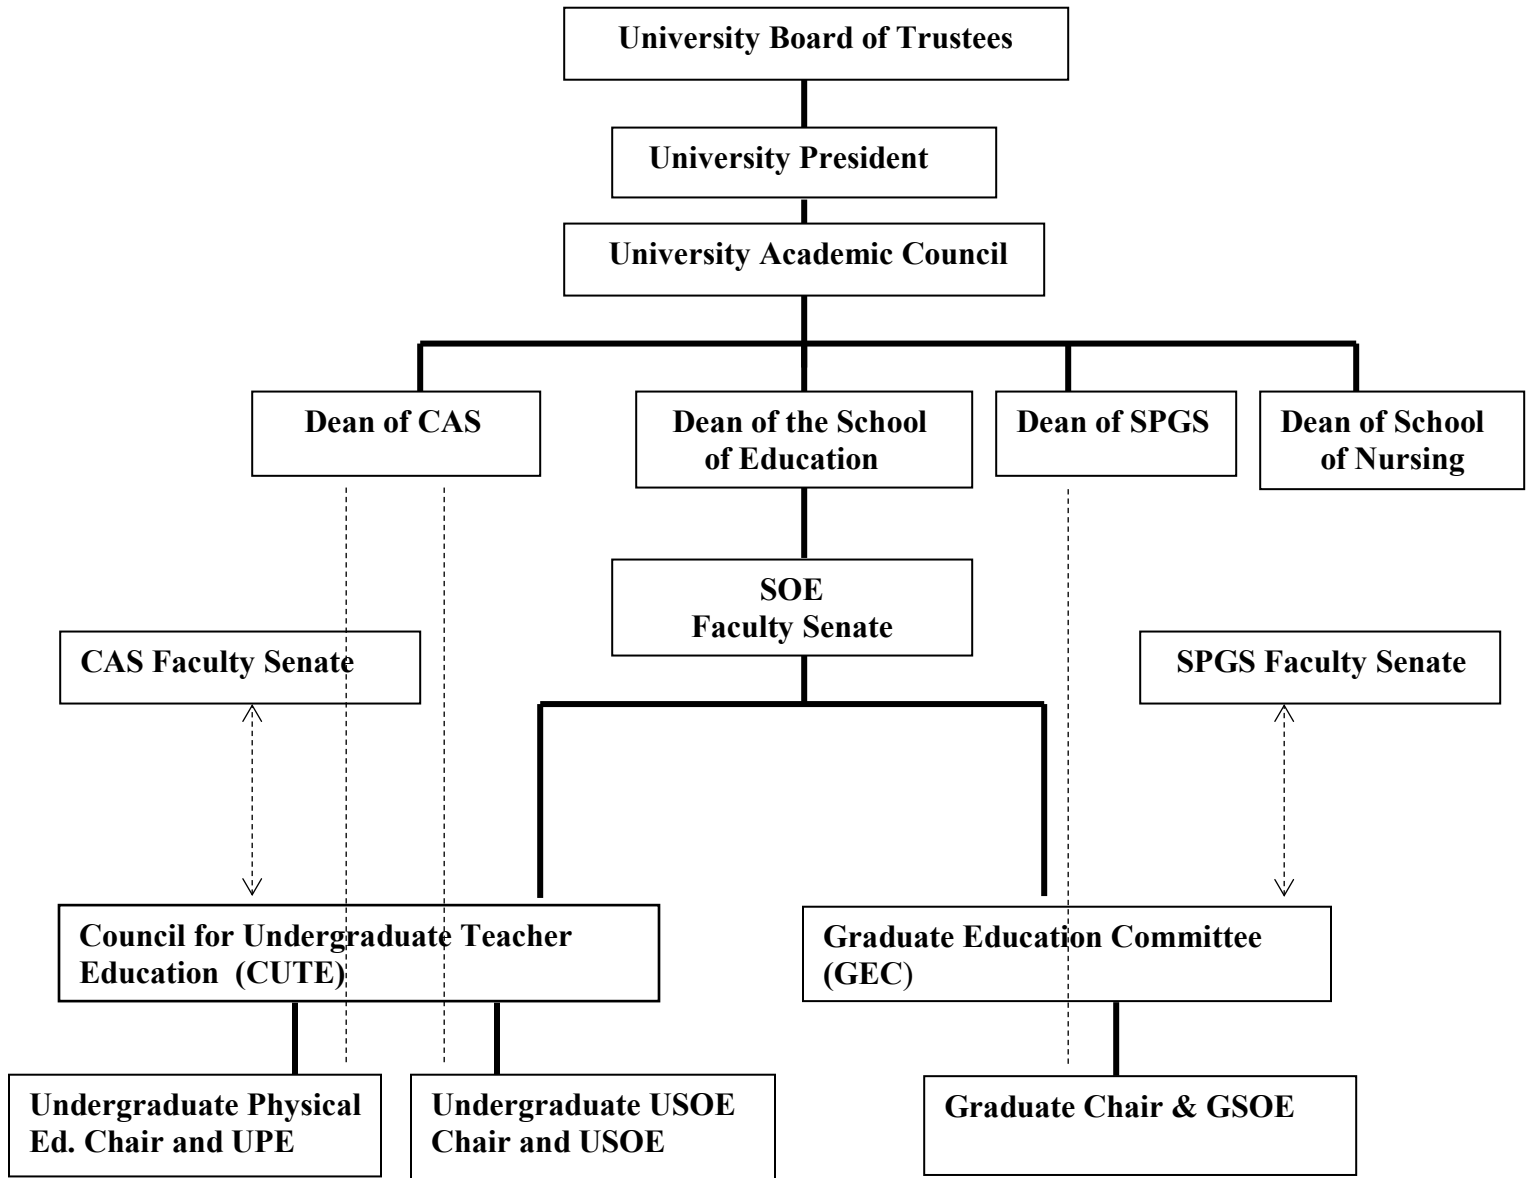 University Board of Trustees
University President
University Academic Council
Dean of CAS
Dean of the School
of Education
Dean of SPGS
Dean of School
of Nursing
SOE
Faculty Senate
CAS Faculty Senate
SPGS Faculty Senate
Council for Undergraduate Teacher
Education (CUTE)
Graduate Education Committee
(GEC)
Undergraduate Physical
Ed. Chair and UPE
Undergraduate USOE
Chair and USOE
Graduate Chair & GSOE